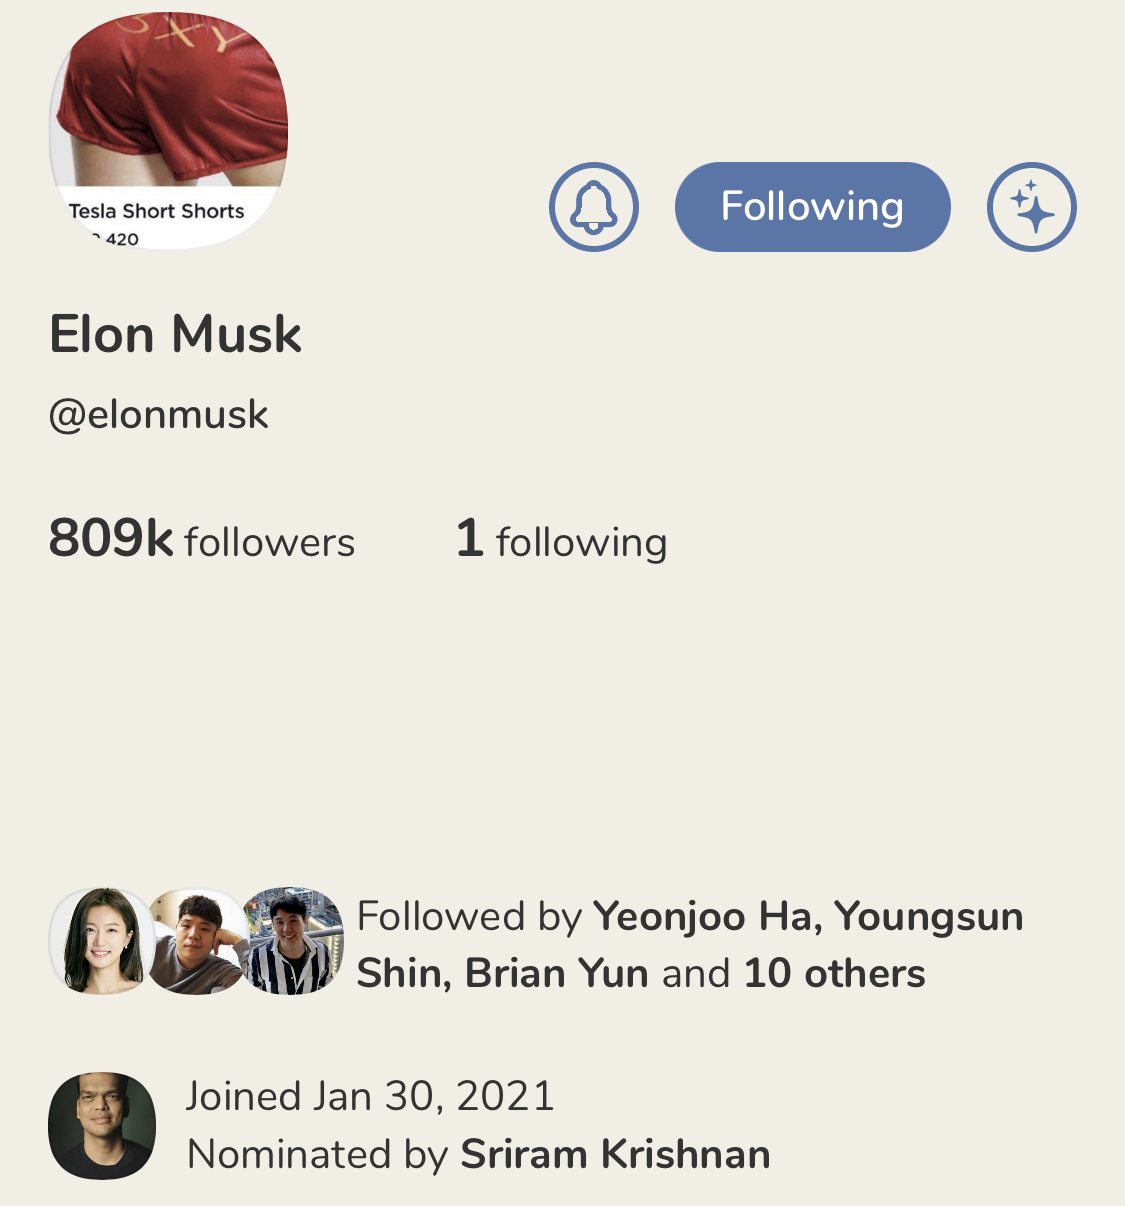 Tesla Short Shorts
420
Following
Elon Musk
@elonmusk
809k followers 1 following
Followed by Yeonjoo Ha, Youngsun
Shin, Brian Yun and 10 others
Joined Jan 30, 2021
Nominated by Sriram Krishnan